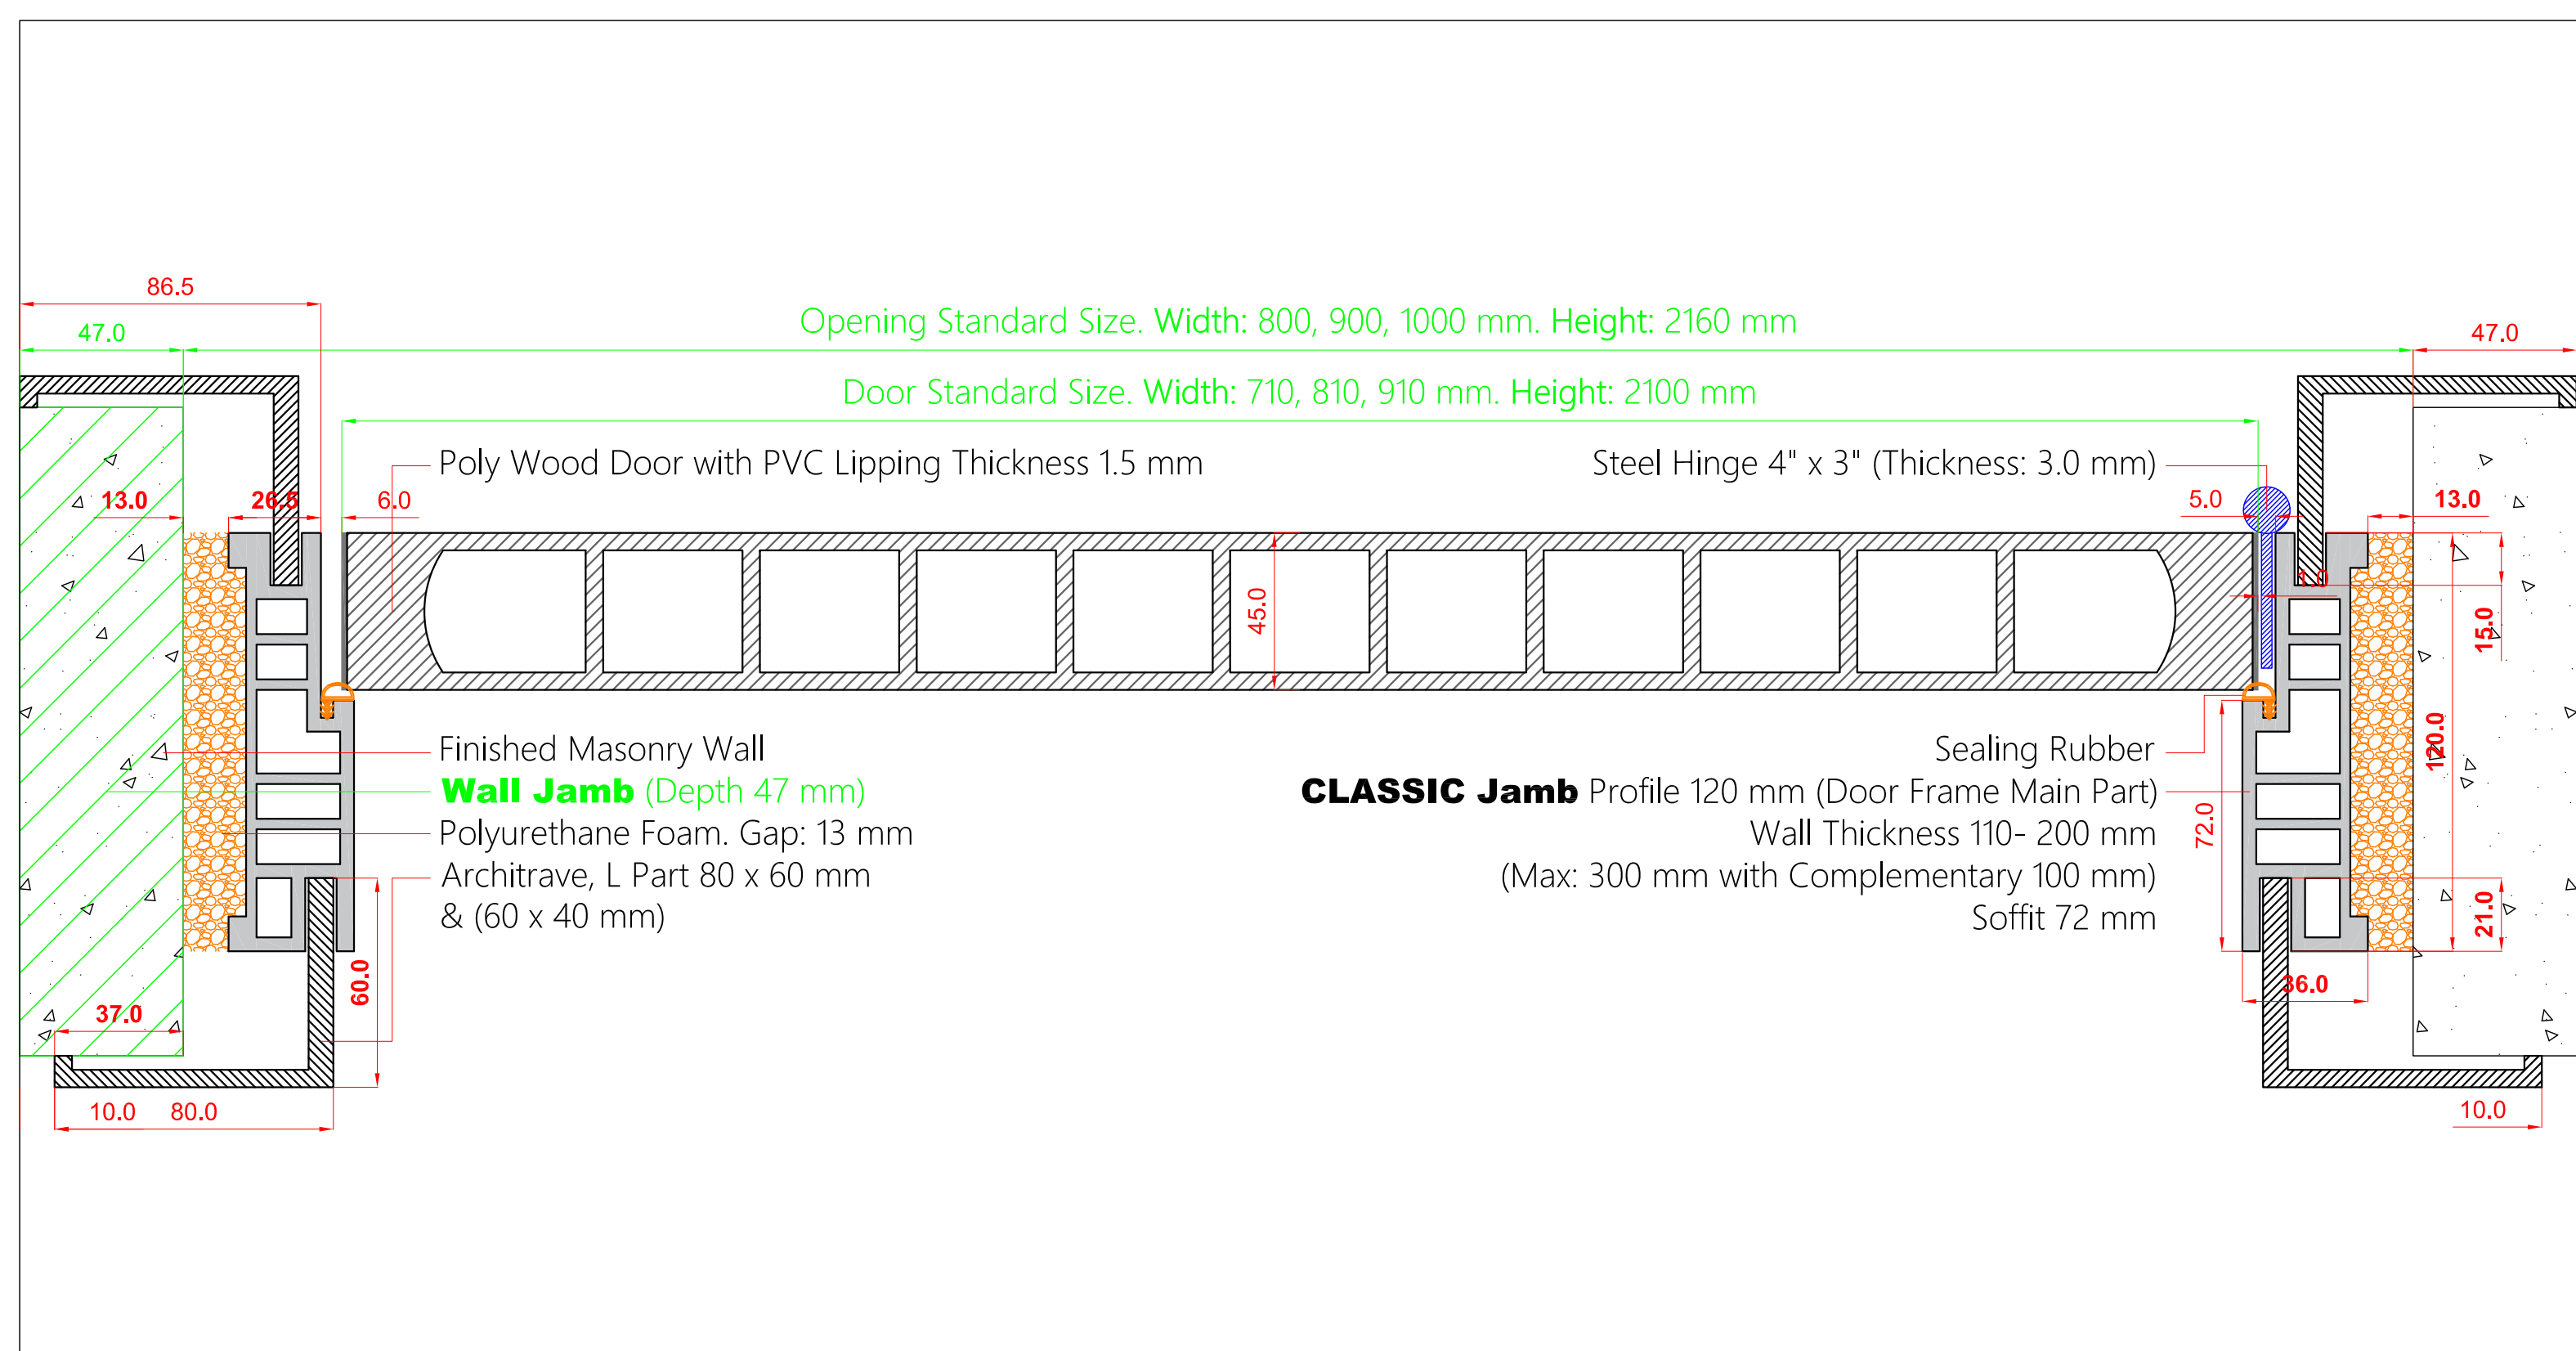 86.5
Opening Standard Size. Width: 800, 900, 1000 mm. Height: 2160 mm
47.0
47.0
Door Standard Size. Width: 710, 810, 910 mm. Height: 2100 mm
Poly Wood Door with PVC Lipping Thickness 1.5 mm
Steel Hinge 4" x 3" (Thickness: 3.0 mm)
13.0
26.5
6.0
5.0
13.0
1.0
45.0
15.0
Finished Masonry Wall
Wall Jamb (Depth 47 mm)
Polyurethane Foam. Gap: 13 mm
Architrave, L Part 80 x 60 mm
& (60 x 40 mm)
Sealing Rubber
CLASSIC Jamb Profile 120 mm (Door Frame Main Part)
Wall Thickness 110- 200 mm
(Max: 300 mm with Complementary 100 mm)
Soffit 72 mm
72.0
120.0
21.0
60.0
36.0
37.0
10.0
80.0
10.0